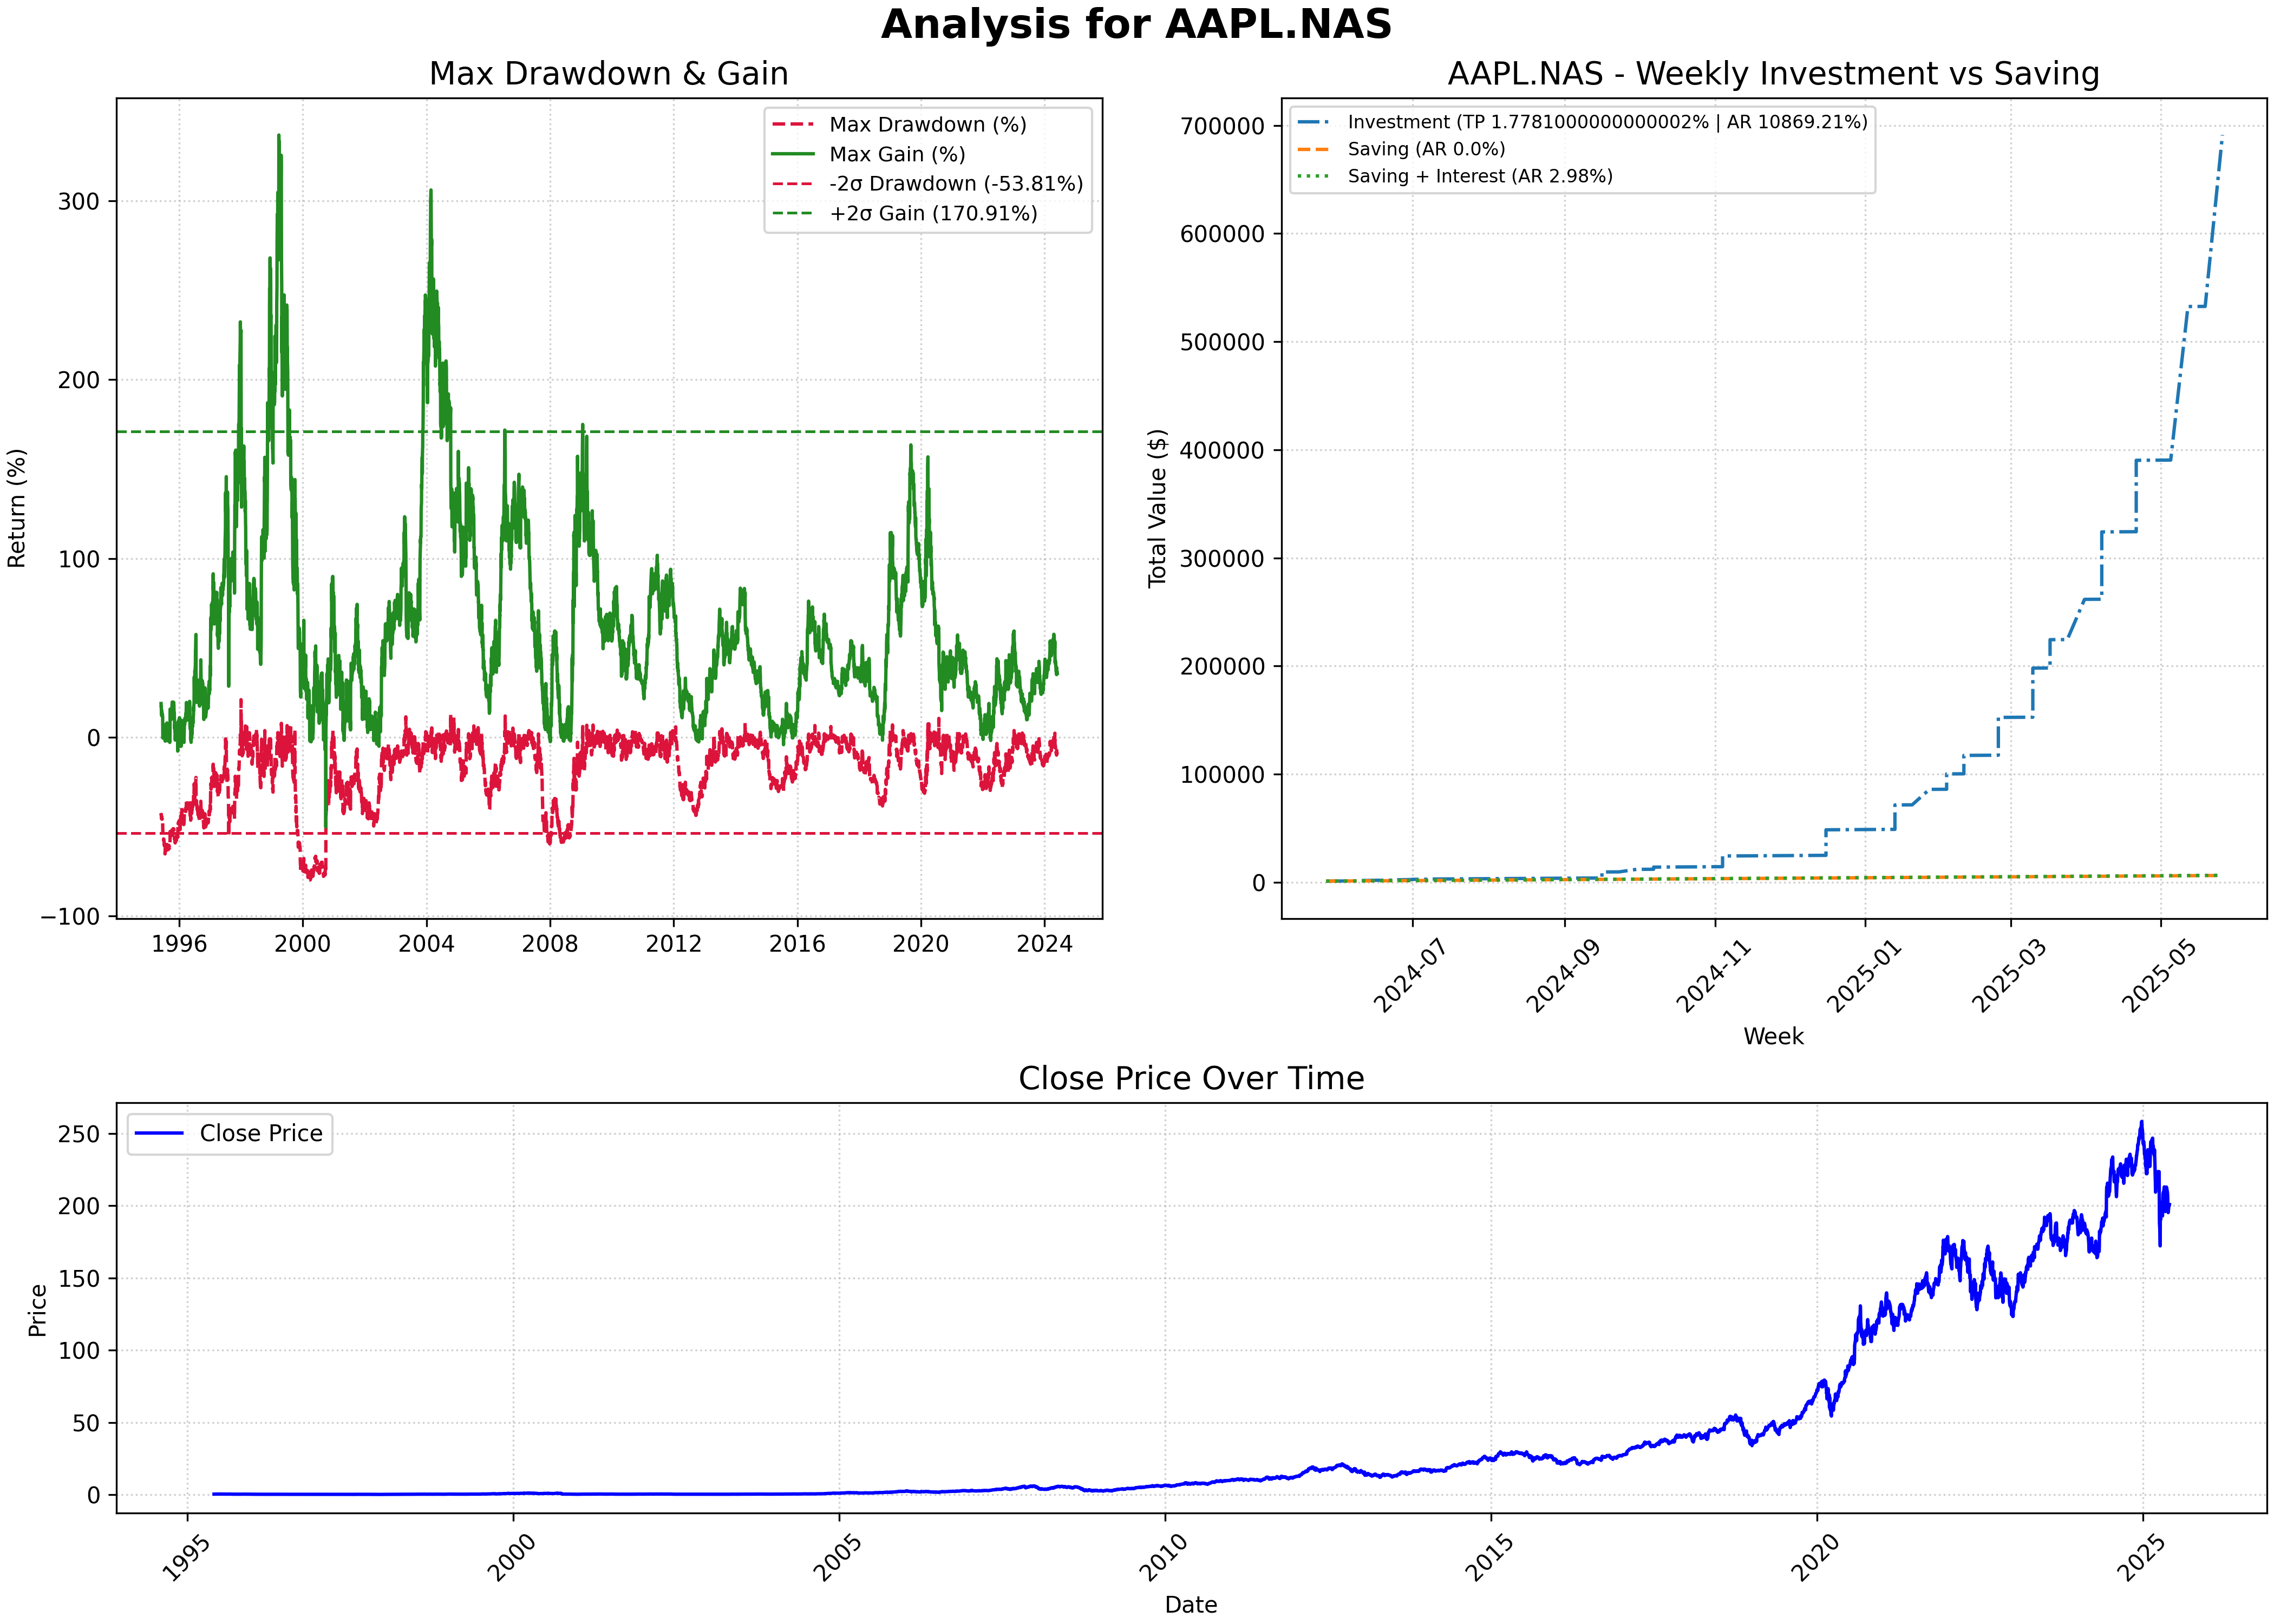 Analysis for AAPL.NAS
Max Drawdown & Gain
Return (%)
300
200
100
0
−100
1996
2000
2004
2008
2012
2016
2020
2024
Max Drawdown (%)
Max Gain (%)
-2σ Drawdown (-53.81%)
+2σ Gain (170.91%)
AAPL.NAS - Weekly Investment vs Saving
Total Value ($)
700000
600000
500000
400000
300000
200000
100000
0
Investment (TP 1.7781000000000002% | AR 10869.21%)
Saving (AR 0.0%)
Saving + Interest (AR 2.98%)
2024-07
2024-09
2024-11
2025-01
2025-03
2025-05
Week
Close Price Over Time
Price
250
200
150
100
50
0
Close Price
1995
2000
2005
2010
2015
2020
2025
Date